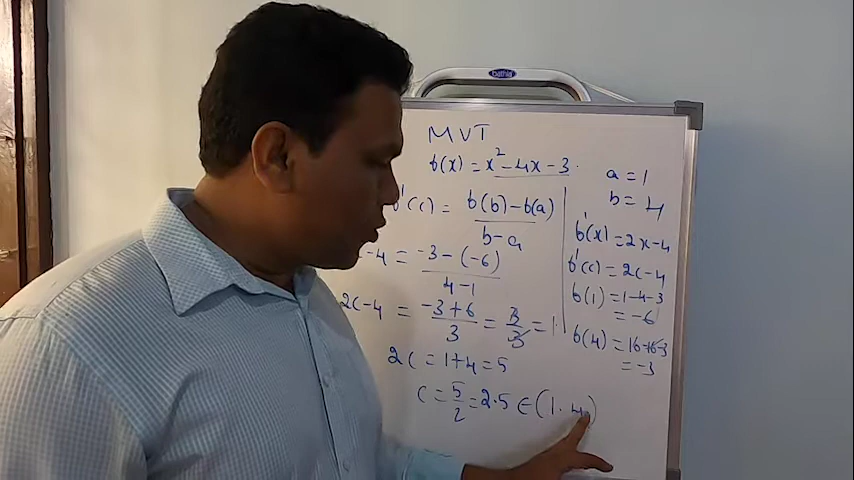 bathla
MVT
f(x) = x² - 4x - 3
a = 1
b = 4
f'(c) = f(b) - f(a) / b - a
f'(x) = 2x - 4
f'(c) = 2c - 4
f(1) = 1 - 4 - 3
= -6
f(4) = 16 - 16 - 3
= -3
-4 = -3 - (-6) / 4 - 1
2c - 4 = -3 + 6 / 3 = 3/3 = 1
2c = 1 + 4 = 5
c = 5/2 = 2.5 ∈ (1. 4)